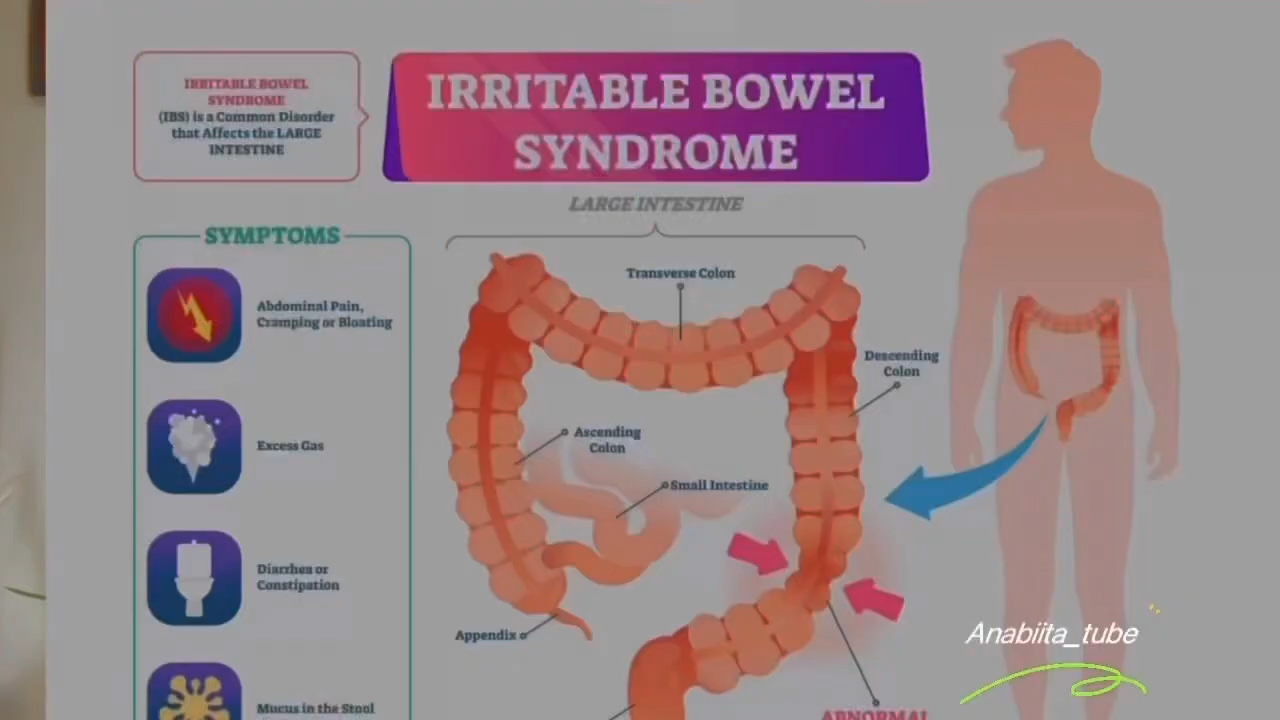 IRRITABLE BOWEL
SYNDROME
(IBS) is a Common Disorder
that Affects the LARGE
INTESTINE
IRRITABLE BOWEL
SYNDROME
LARGE INTESTINE
SYMPTOMS
Abdominal Pain,
Cramping or Bloating
Excess Gas
Diarrhea or
Constipation
Mucus in the Stool
Transverse Colon
Descending
Colon
Ascending
Colon
Small Intestine
Appendix
ABNORMAL
Anabiita_tube